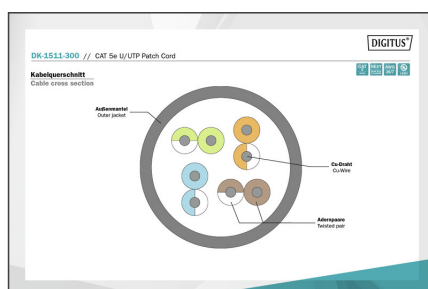 DIGITUS®
DK-1511-300 // CAT 5e U/UTP Patch Cord
Kabelquerschnitt
Cable cross section
Außenmantel
Outer jacket
Cu-Draht
Cu-Wire
Adernpaare
Twisted pair